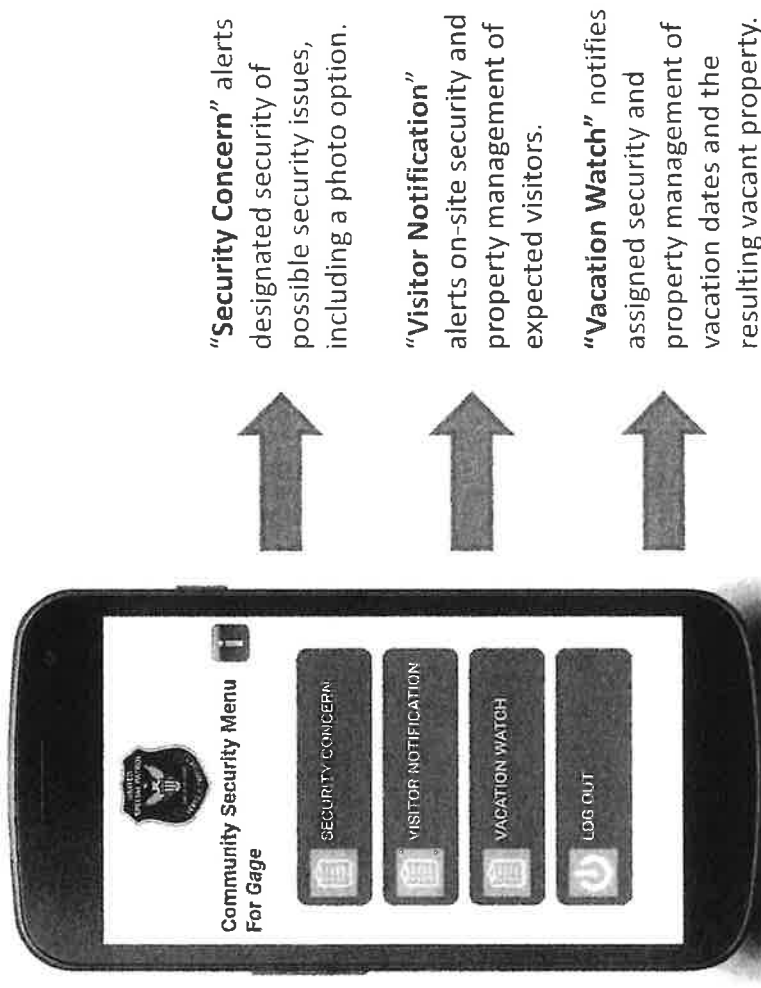 SPECIAL PATROL
Community Security Menu
For Gage
i
SECURITY CONCERN
VISITOR NOTIFICATION
VACATION WATCH
LOG OUT
"Security Concern" alerts
designated security of
possible security issues,
including a photo option.
"Visitor Notification"
alerts on-site security and
property management of
expected visitors.
"Vacation Watch" notifies
assigned security and
property management of
vacation dates and the
resulting vacant property.